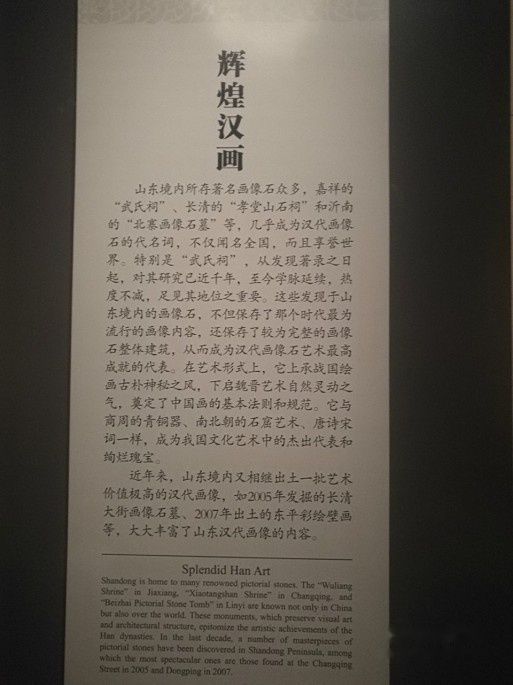 辉煌汉画
山东境内所存著名画像石众多，嘉祥的
“武氏祠”、长清的“孝堂山石祠”和沂南
的“北寨画像石墓”等，几乎成为汉代画像
石的代名词，不仅闻名全国，而且享誉世
界。特别是“武氏祠”，从发现著录之日
起，对其研究已近千年，至今学脉延续，热
度不减，足见其地位之重要。这些发现于山
东境内的画像石，不但保存了那个时代最为
流行的画像内容，还保存了较为完整的画像
石整体建筑，从而成为汉代画像石艺术最高
成就的代表。在艺术形式上，它上承战国绘
画古朴神秘之风，下启魏晋艺术自然灵动之
气，奠定了中国画的基本法则和规范。它与
商周的青铜器、南北朝的石窟艺术、唐诗宋
词一样，成为我国文化艺术中的杰出代表和
绚烂瑰宝。
近年来，山东境内又相继出土一批艺术
价值极高的汉代画像，如2005年发掘的长清
大街画像石墓、2007年出土的东平彩绘壁画
等，大大丰富了山东汉代画像的内容。
Splendid Han Art
Shandong is home to many renowned pictorial stones. The “Wuliang
Shrine” in Jiaxiang, “Xiaotangshan Shrine” in Changqing, and
“Beizhai Pictorial Stone Tomb” in Linyi are known not only in China
but also over the world. These monuments, which preserve visual art
and architectural structure, epitomize the artistic achievements of the
Han dynasties. In the last decade, a number of masterpieces of
pictorial stones have been discovered in Shandong Peninsula, among
which the most spectacular ones are those found at the Changqing
Street in 2005 and Dongping in 2007.